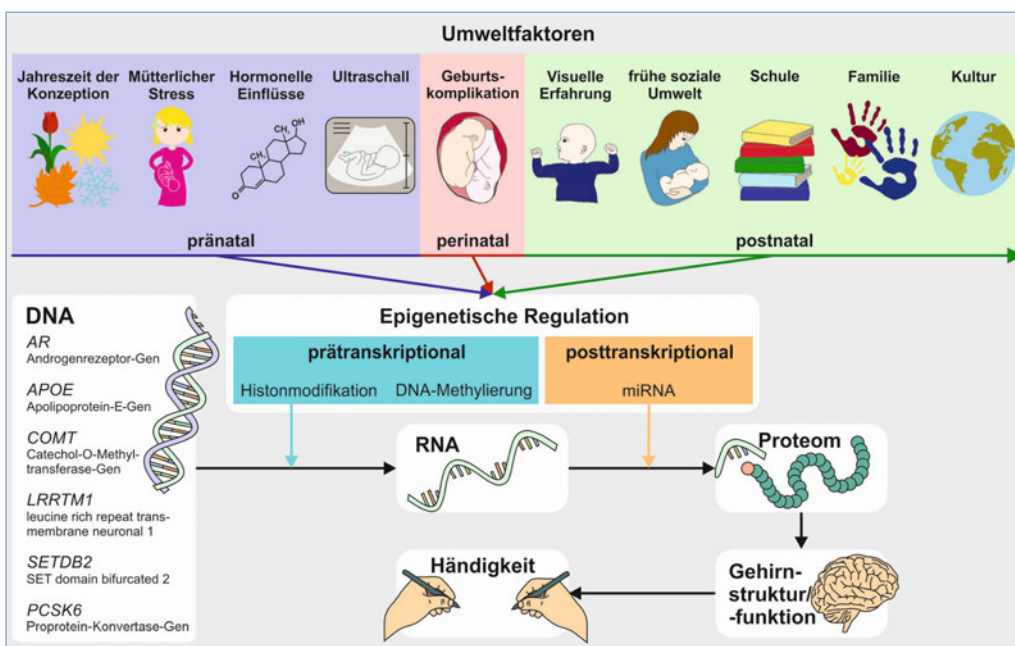 Umweltfaktoren
Jahreszeit der
Konzeption
Mütterlicher
Stress
Hormonelle
Einflüsse
Ultraschall
Geburts-
komplikation
Visuelle
Erfahrung
frühe soziale
Umwelt
Schule
Familie
Kultur
CH₃ OH
CH₃
O
pränatal
perinatal
postnatal
DNA
AR
Androgenrezeptor-Gen
APOE
Apolipoprotein-E-Gen
COMT
Catechol-O-Methyl-
transferase-Gen
LRRTM1
leucine rich repeat trans-
membrane neuronal 1
SETDB2
SET domain bifurcated 2
PCSK6
Proprotein-Konvertase-Gen
Epigenetische Regulation
prätranskriptional
Histonmodifikation DNA-Methylierung
posttranskriptional
miRNA
RNA
Proteom
Gehirn-
struktur/
-funktion
Händigkeit